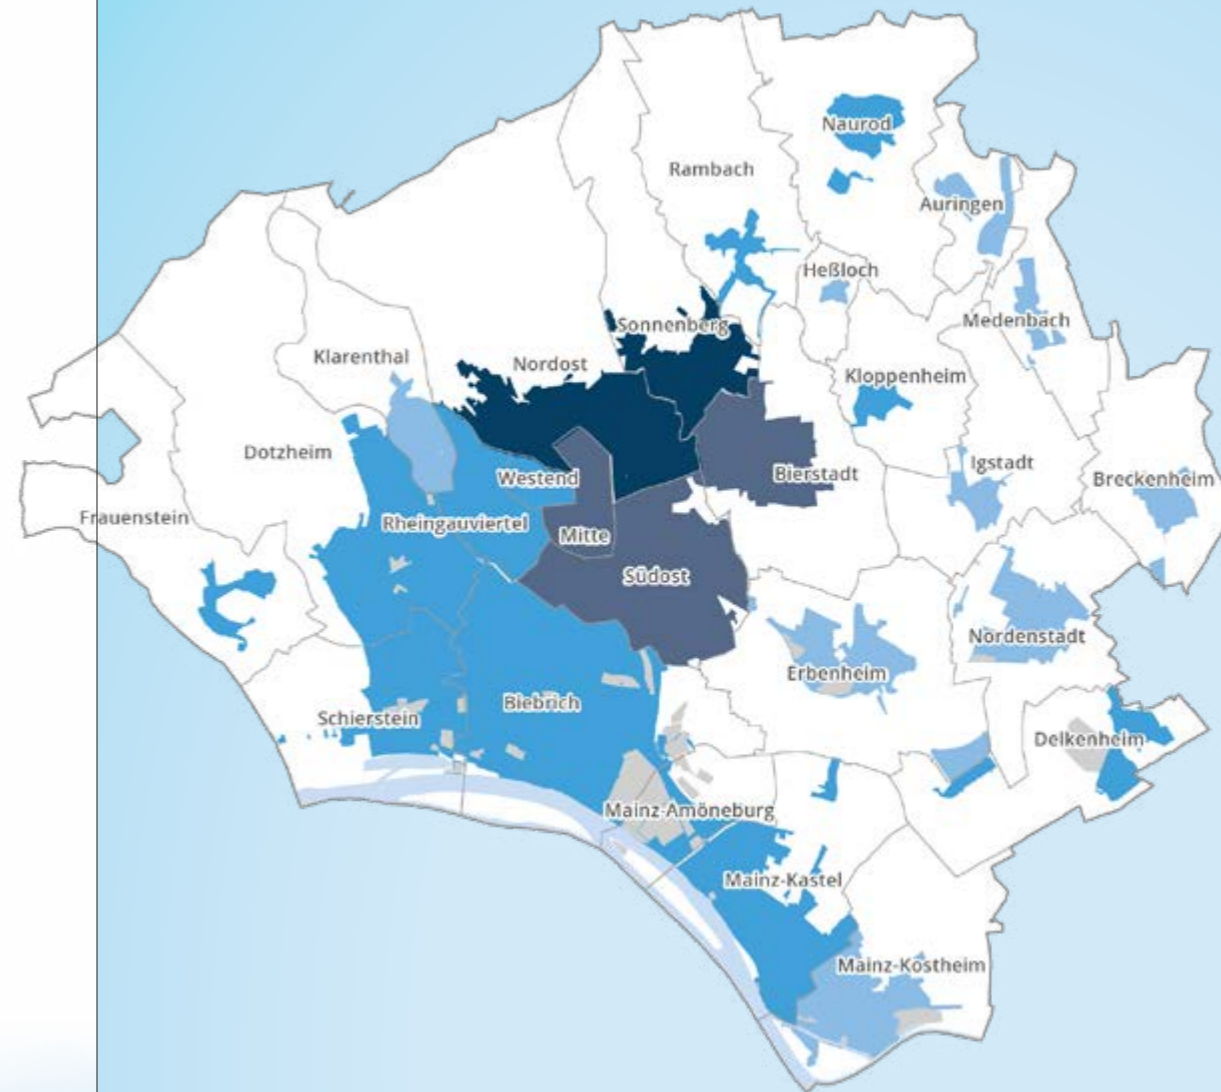 Naurod
Rambach
Auringen
Heßloch
Medenbach
Sonnenberg
Klarenthal
Nordost
Kloppenheim
Dotzheim
Igstadt
Westend
Bierstadt
Breckenheim
Frauenstein
Rheingauviertel
Mitte
Südost
Nordenstadt
Erbenheim
Biebrich
Schierstein
Delkenheim
Mainz-Amöneburg
Mainz-Kastel
Mainz-Kostheim